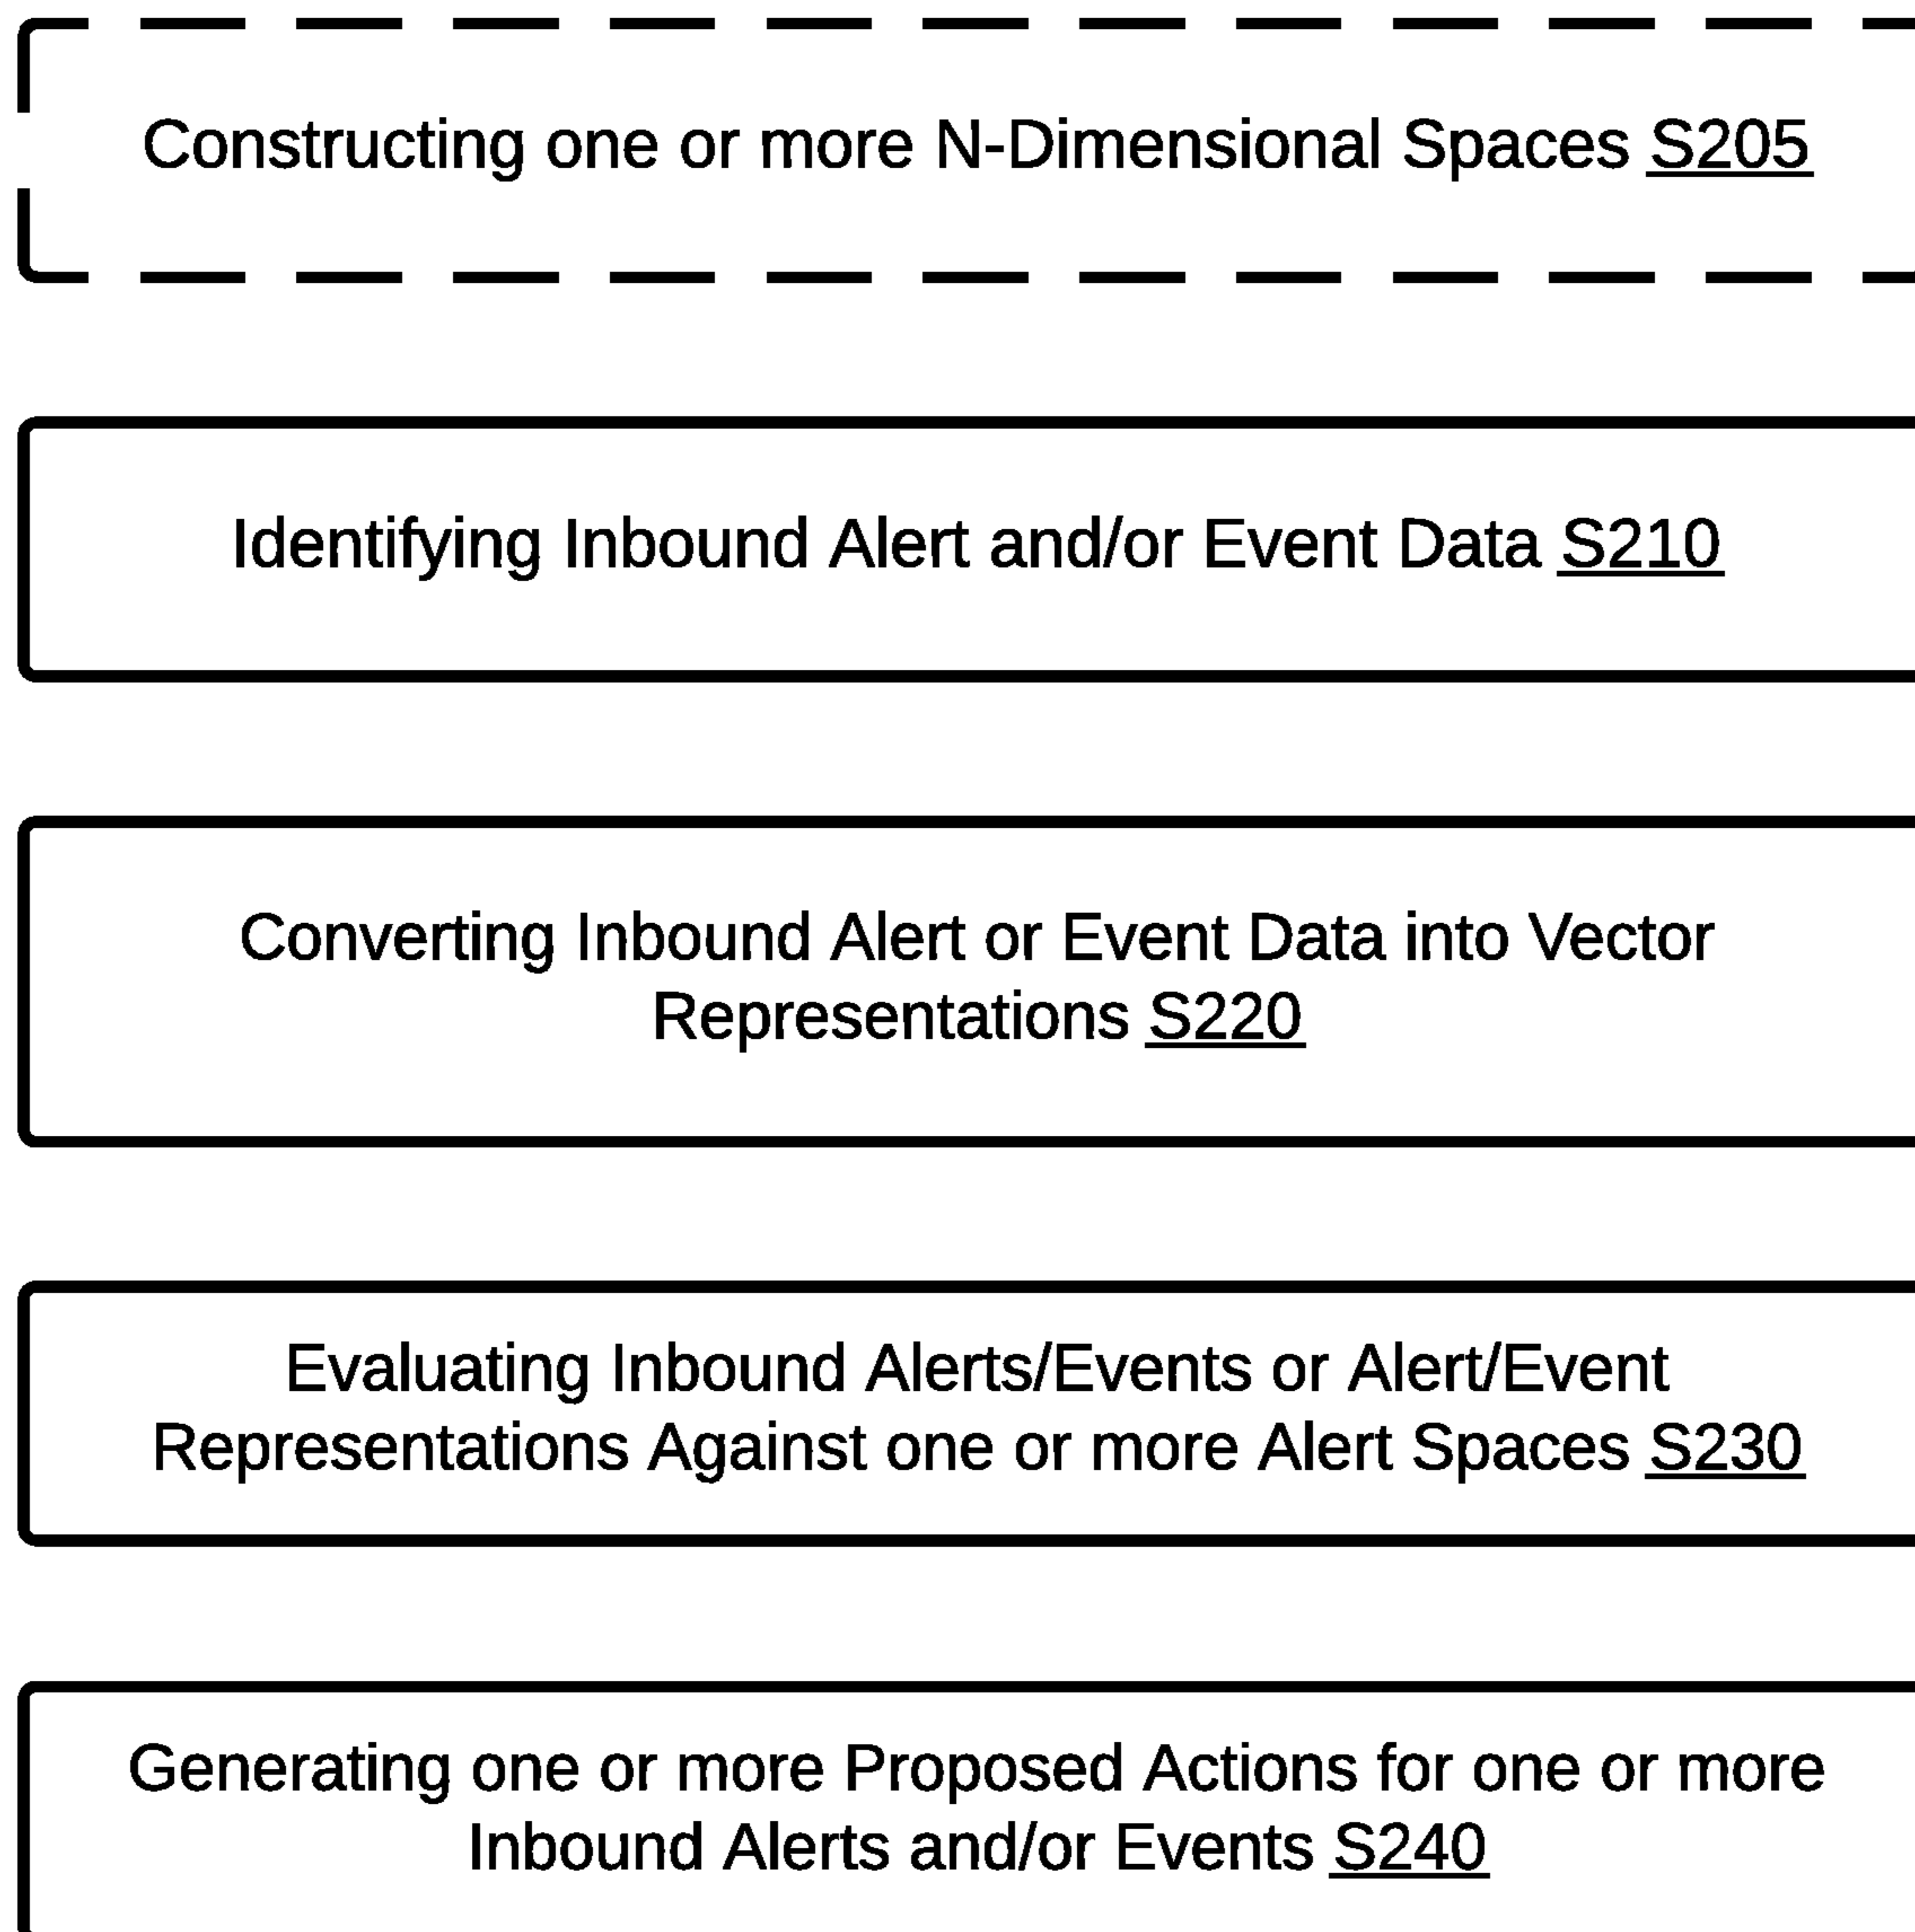 Constructing one or more N-Dimensional Spaces S205
Identifying Inbound Alert and/or Event Data S210
Converting Inbound Alert or Event Data into Vector
Representations S220
Evaluating Inbound Alerts/Events or Alert/Event
Representations Against one or more Alert Spaces S230
Generating one or more Proposed Actions for one or more
Inbound Alerts and/or Events S240